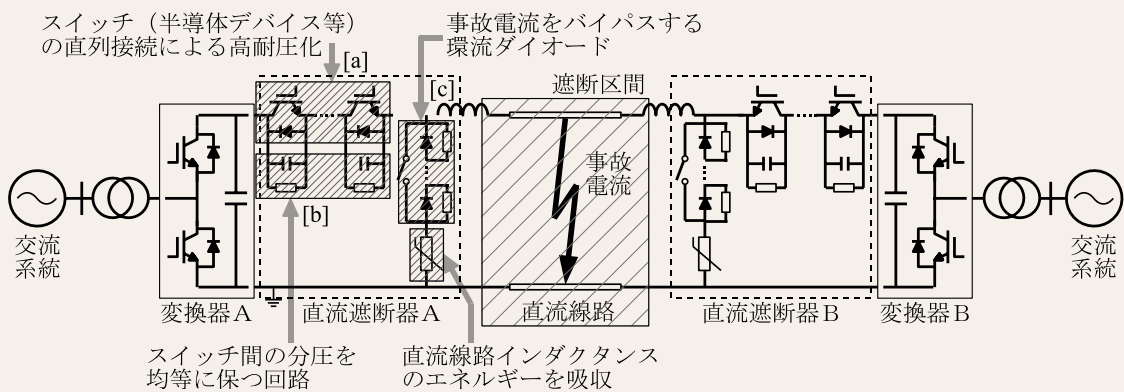 スイッチ（半導体デバイス等）
の直列接続による高耐圧化
[a]
事故電流をバイパスする
環流ダイオード
[c]
遮断区間
事故
電流
[b]
交流
系統
交流
系統
変換器A
直流遮断器A
直流線路
直流遮断器B
変換器B
スイッチ間の分圧を
均等に保つ回路
直流線路インダクタンス
のエネルギーを吸収